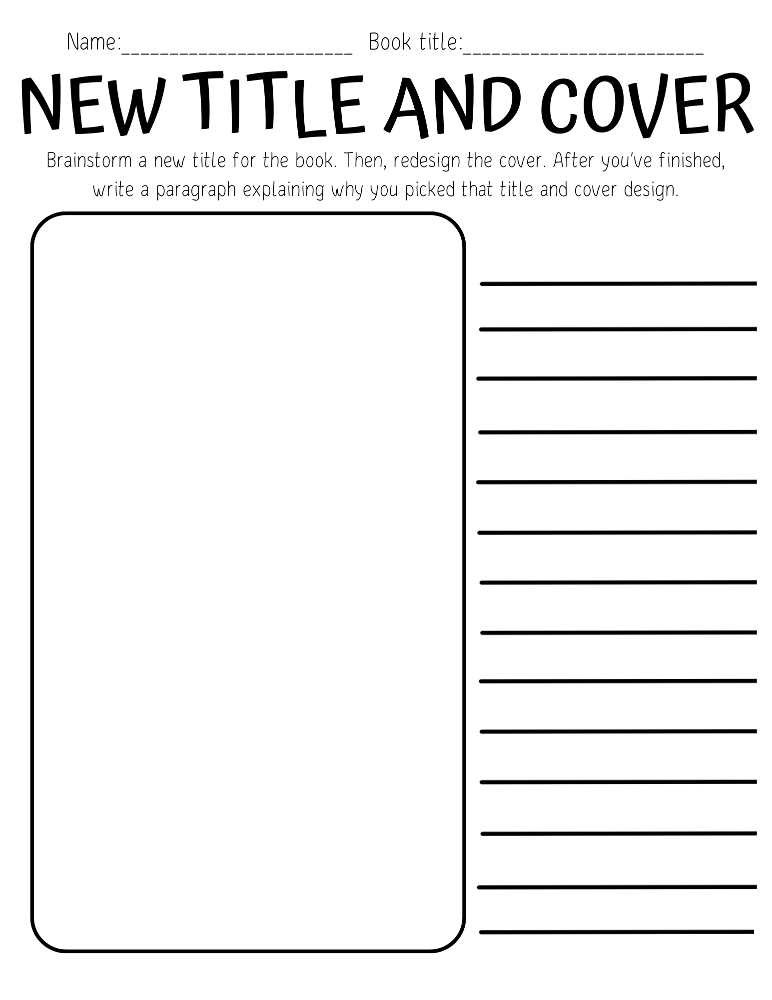 Name:________________________ Book title:_________________________
NEW TITLE AND COVER
Brainstorm a new title for the book. Then, redesign the cover. After you've finished,
write a paragraph explaining why you picked that title and cover design.